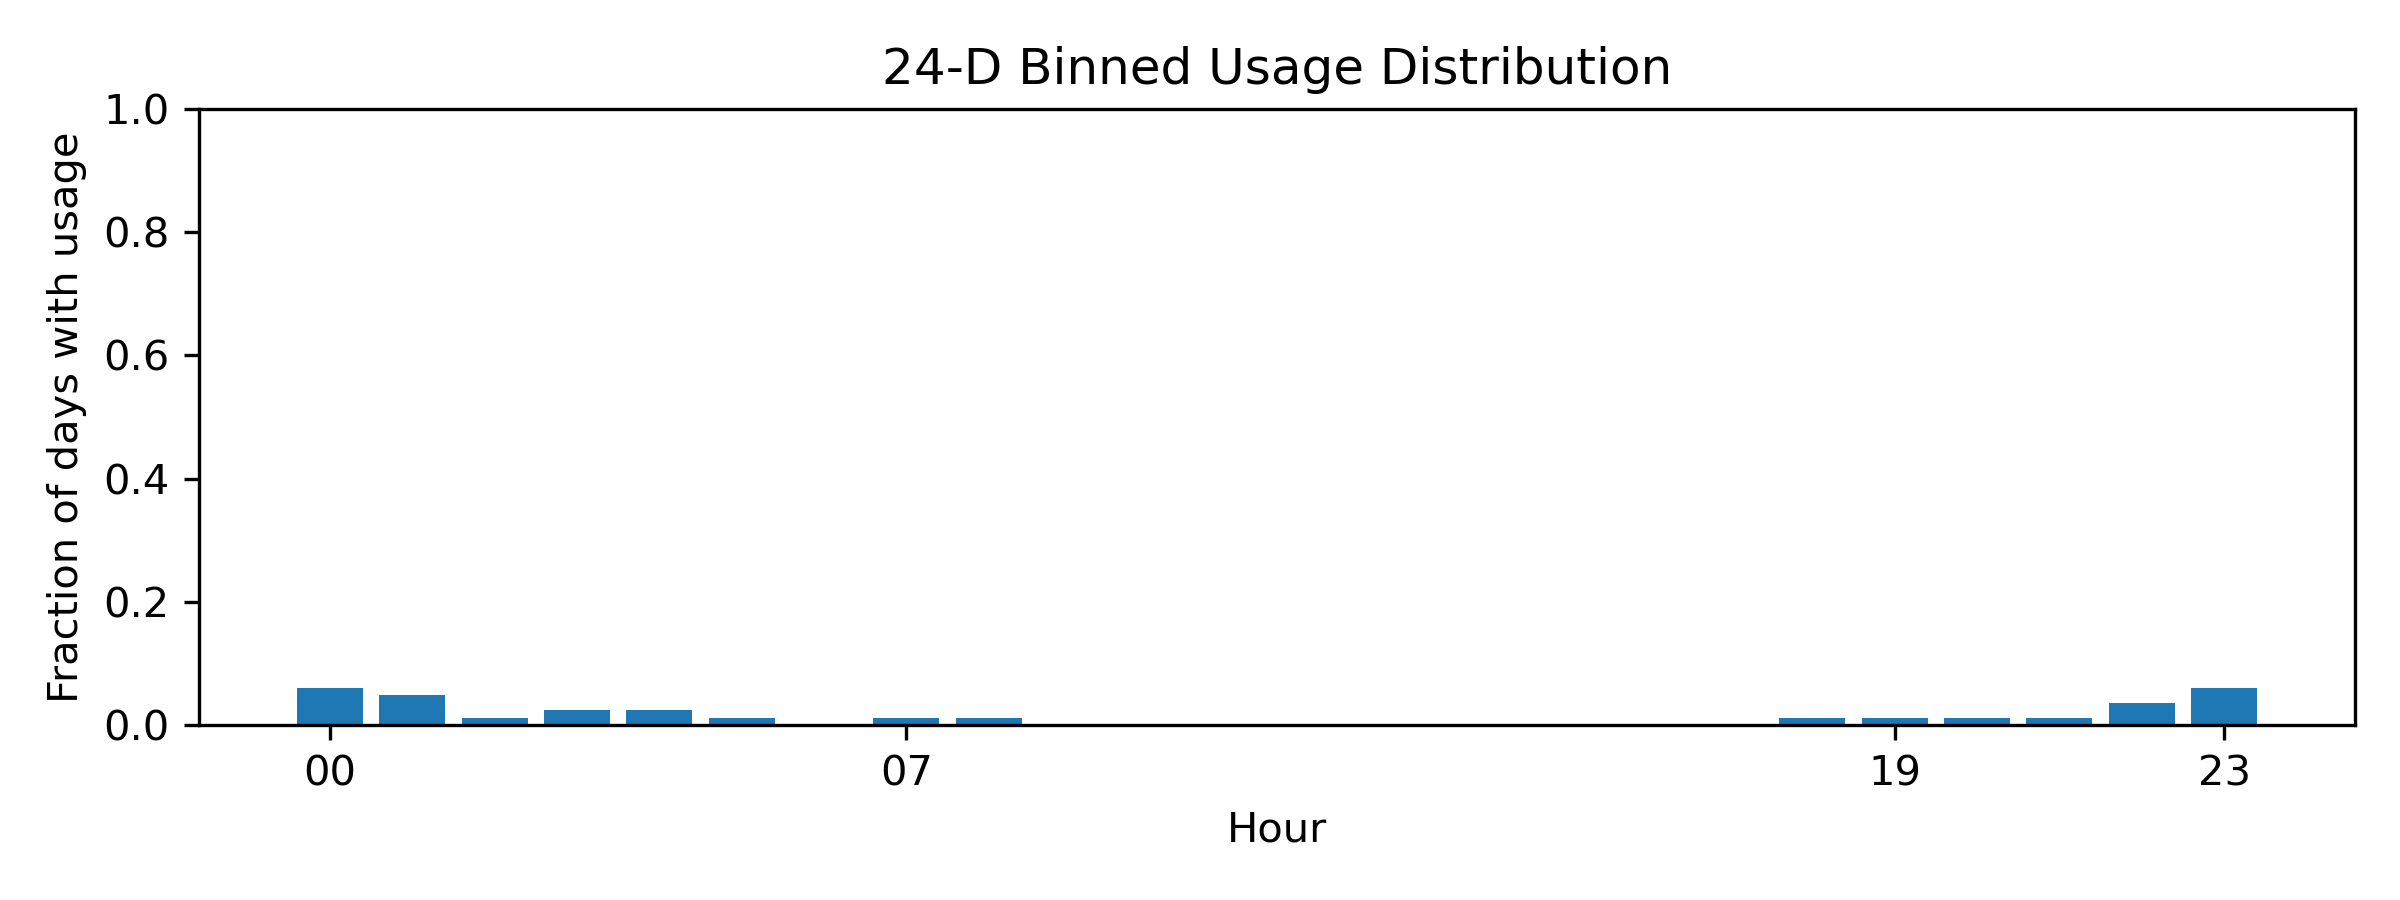 24-D Binned Usage Distribution
Fraction of days with usage
1.0
0.8
0.6
0.4
0.2
0.0
00 07 19 23
Hour